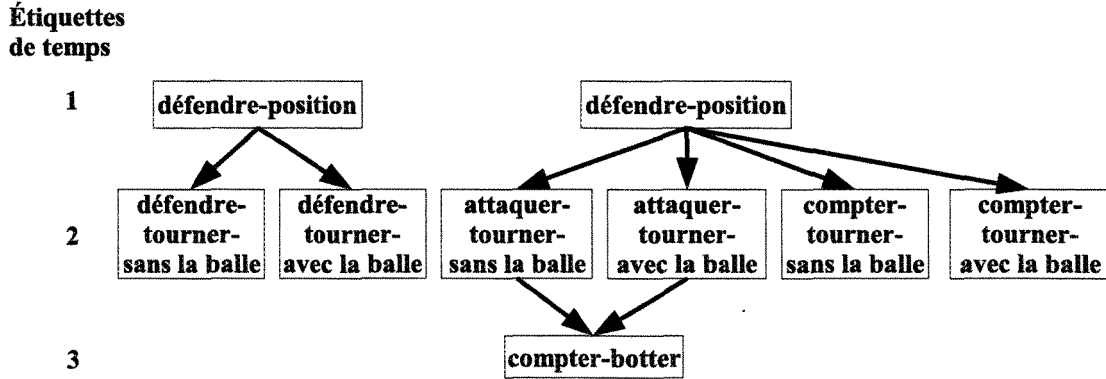 Étiquettes
de temps
1
défendre-position
défendre-position
2
défendre-
tourner-
sans la balle
défendre-
tourner-
avec la balle
attaquer-
tourner-
sans la balle
attaquer-
tourner-
avec la balle
compter-
tourner-
sans la balle
compter-
tourner-
avec la balle
3
compter-botter